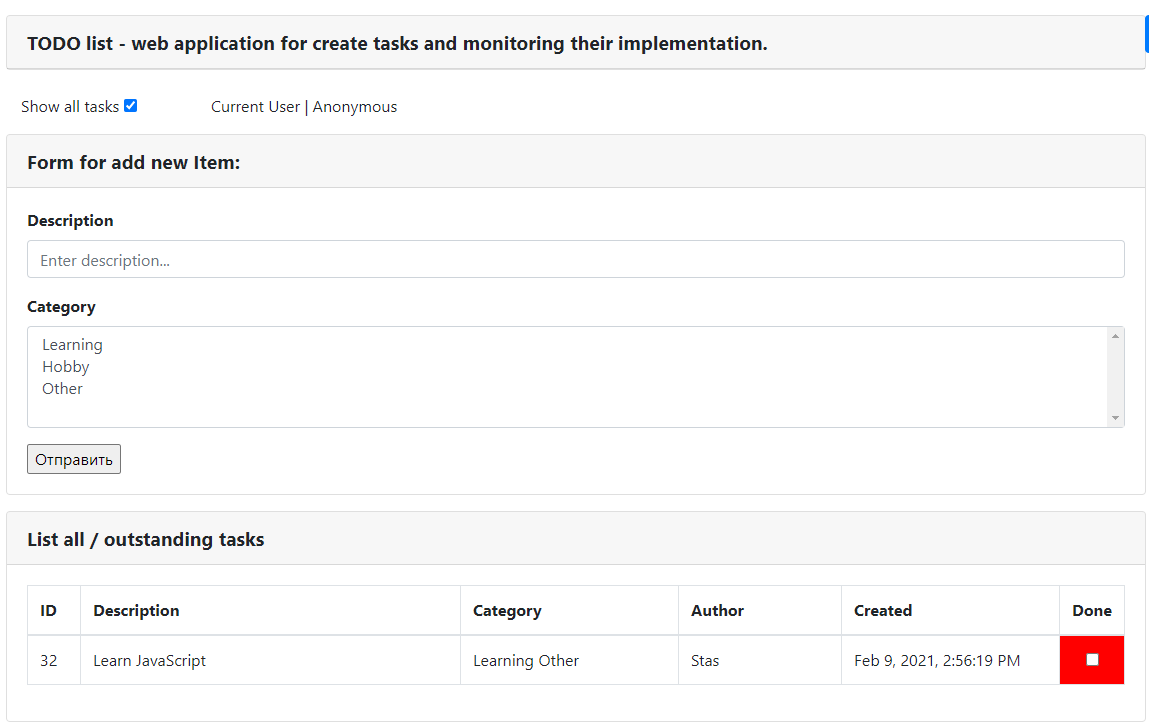 TODO list - web application for create tasks and monitoring their implementation.
Show all tasks Current User | Anonymous
Form for add new Item:
Description
Enter description...
Category
Learning
Hobby
Other
Отправить
List all / outstanding tasks
ID Description Category Author Created Done
32 Learn JavaScript Learning Other Stas Feb 9, 2021, 2:56:19 PM